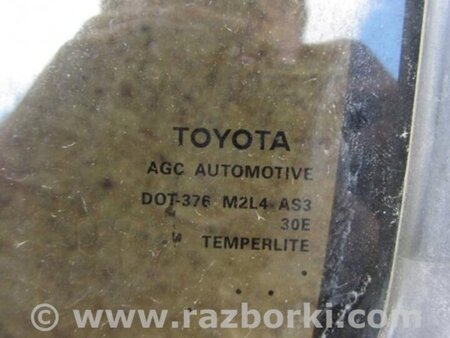 TOYOTA
AGC AUTOMOTIVE
DOT-376 M2L4 AS3
30E
TEMPERLITE
© www.razborki.com